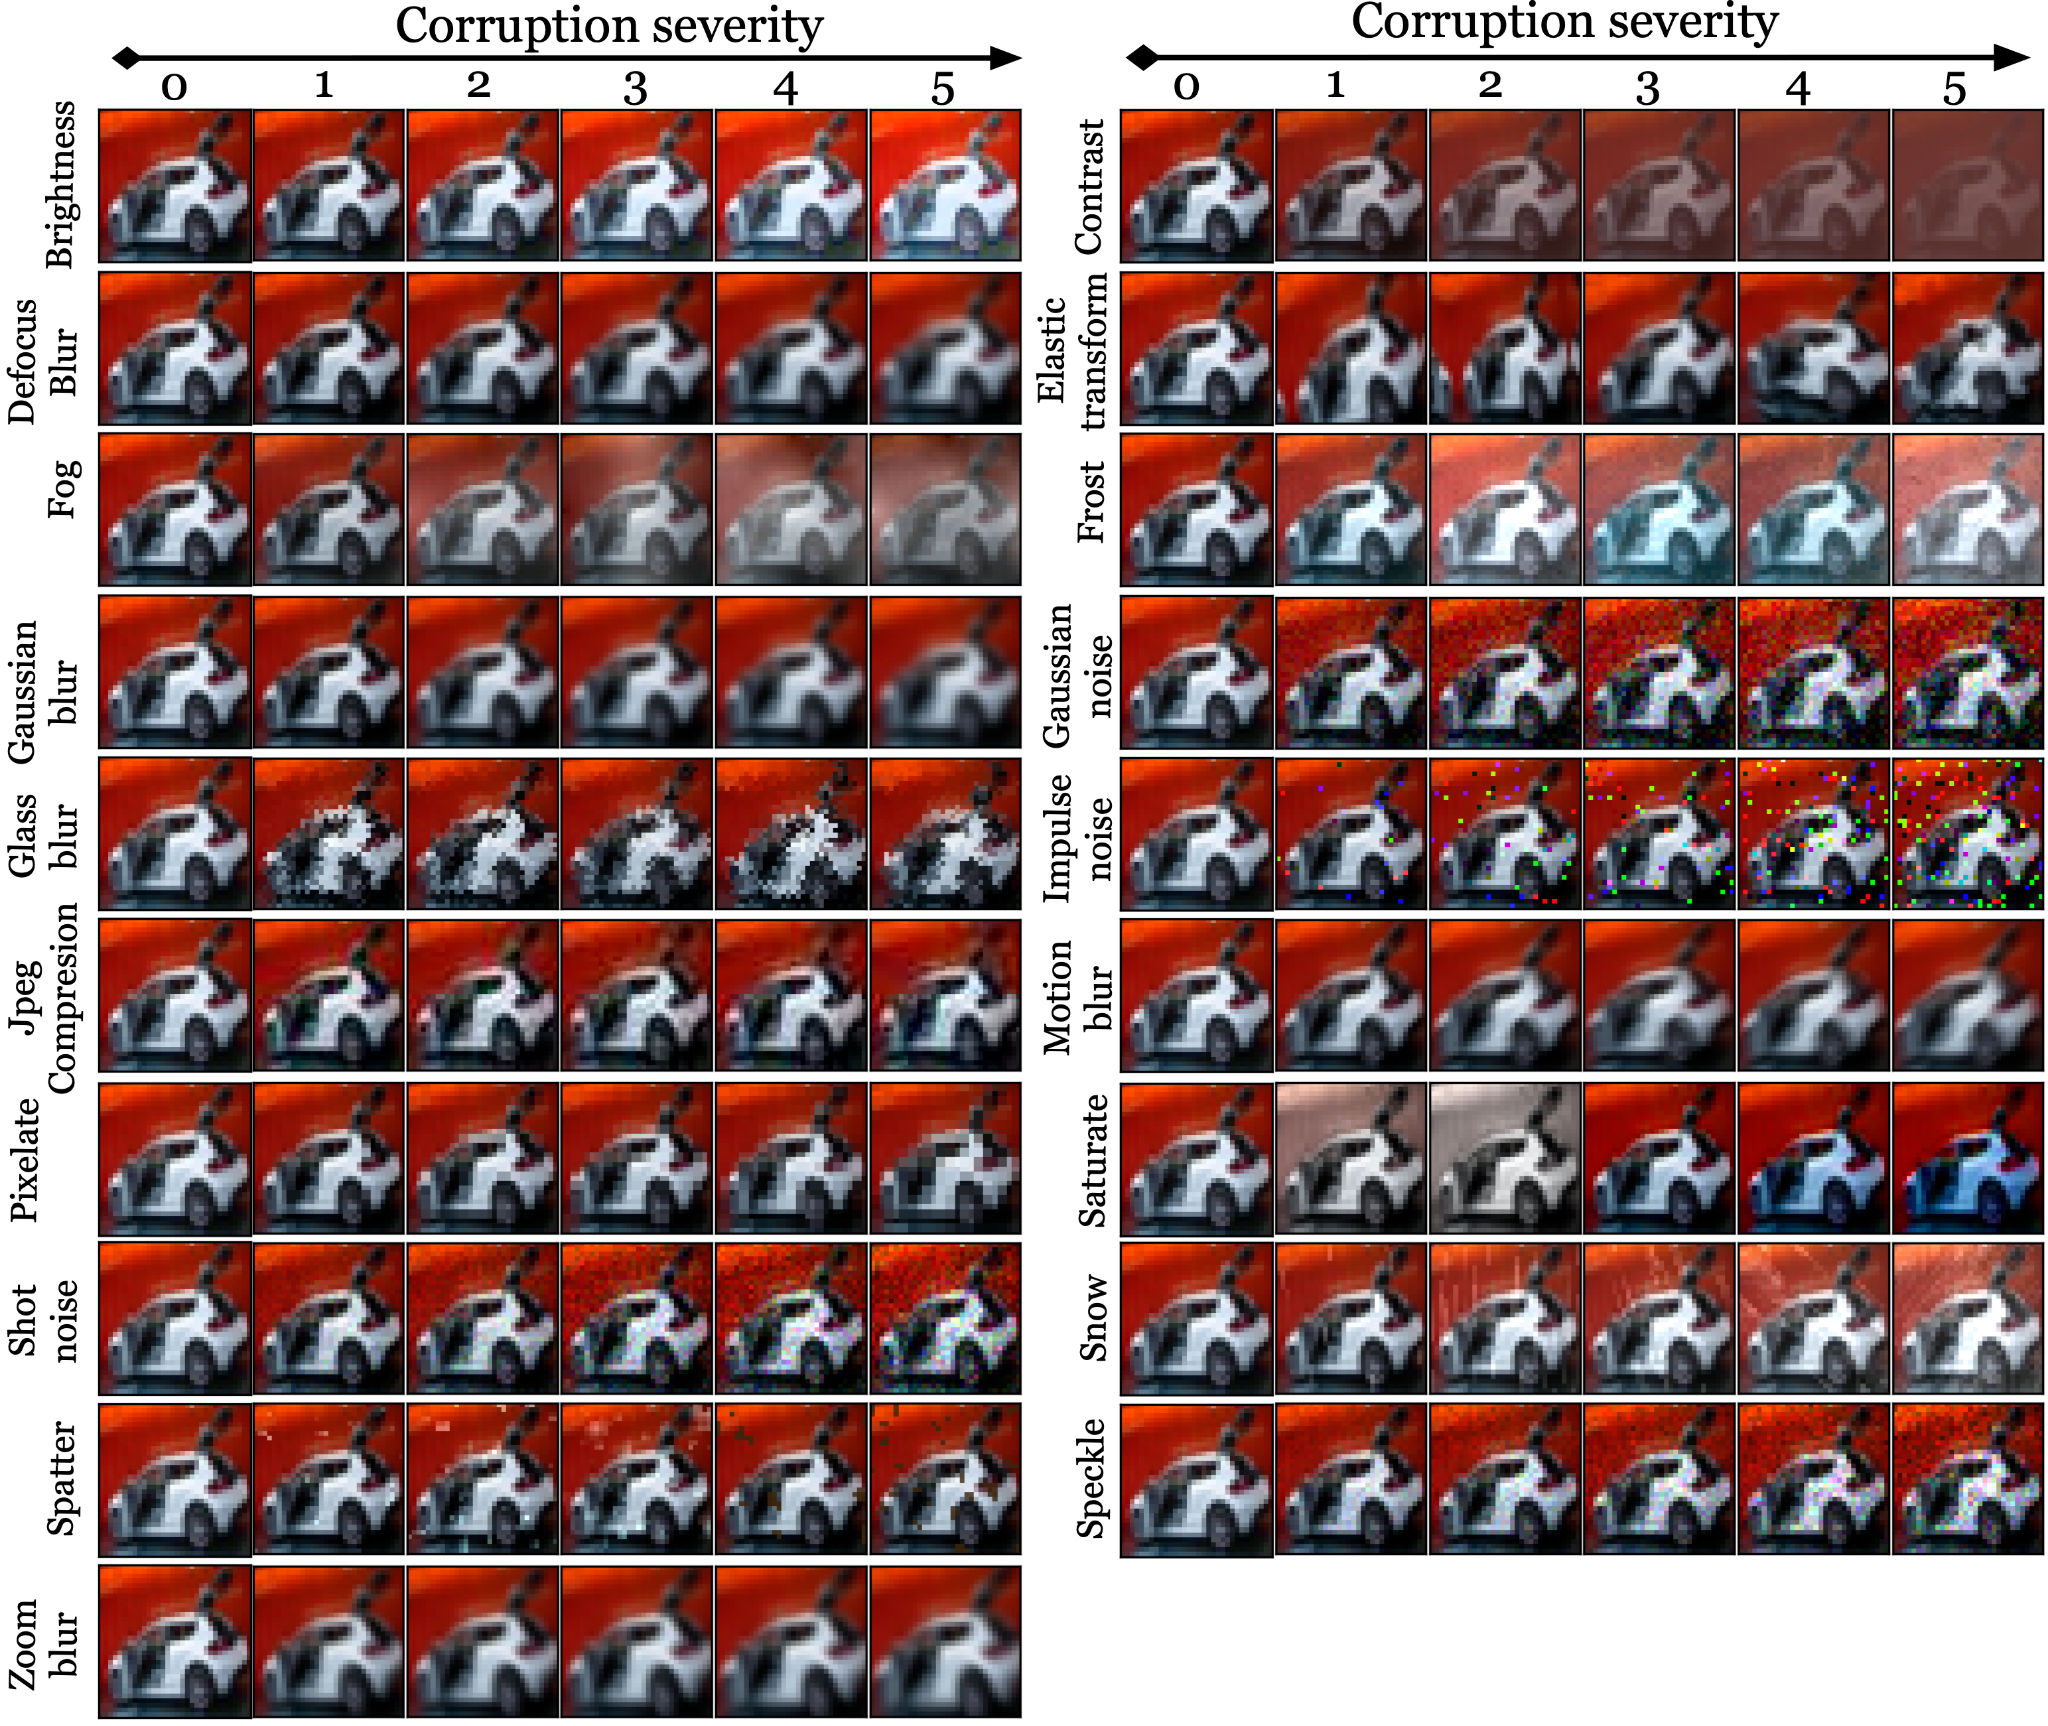 Corruption severity
0 1 2 3 4 5
Brightness
Defocus
Blur
Fog
Gaussian
blur
Glass
blur
Jpeg
Compresion
Pixelate
Shot
noise
Spatter
Zoom
blur
Corruption severity
0 1 2 3 4 5
Contrast
Elastic
transform
Frost
Gaussian
noise
Impulse
noise
Motion
blur
Saturate
Snow
Speckle